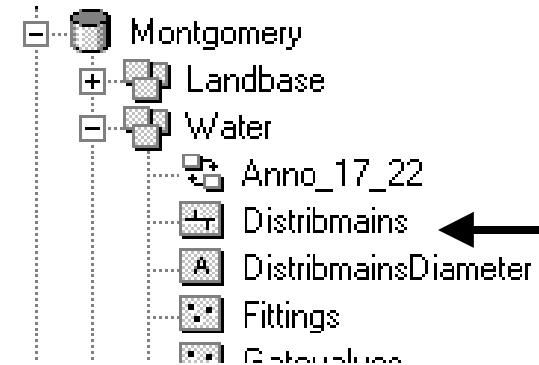 Montgomery
Landbase
Water
Anno_17_22
Distribmains
A DistribmainsDiameter
Fittings